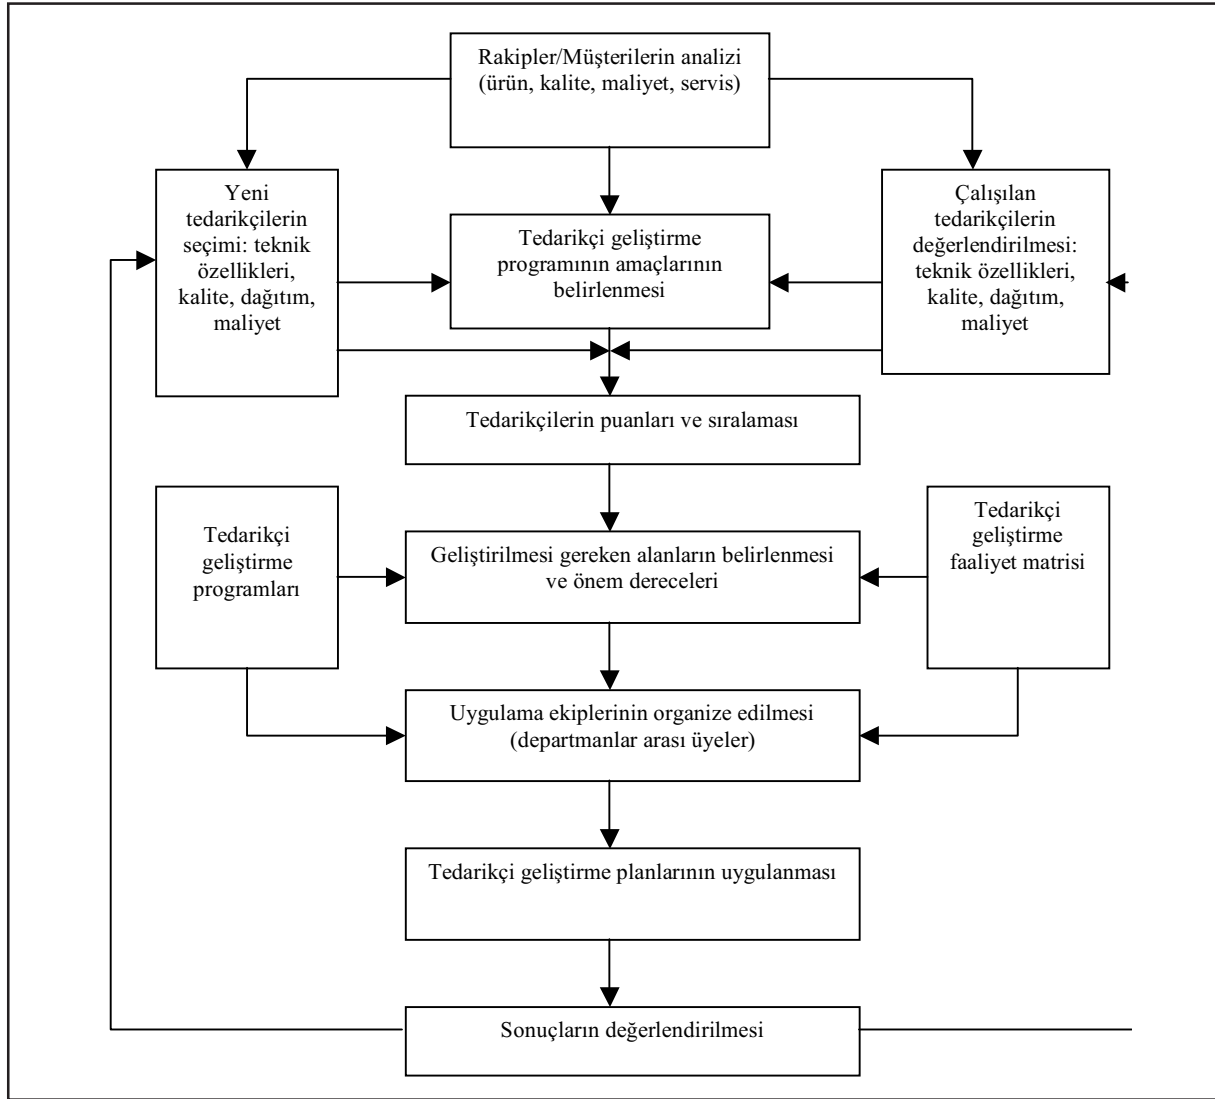 Rakipler/Müşterilerin analizi
(ürün, kalite, maliyet, servis)
Yeni
tedarikçilerin
seçimi: teknik
özellikleri,
kalite, dağıtım,
maliyet
Tedarikçi geliştirme
programının amaçlarının
belirlenmesi
Çalışılan
tedarikçilerin
değerlendirilmesi:
teknik özellikleri,
kalite, dağıtım,
maliyet
Tedarikçilerin puanları ve sıralaması
Tedarikçi
geliştirme
programları
Geliştirilmesi gereken alanların belirlenmesi
ve önem dereceleri
Tedarikçi
geliştirme
faaliyet matrisi
Uygulama ekiplerinin organize edilmesi
(departmanlar arası üyeler)
Tedarikçi geliştirme planlarının uygulanması
Sonuçların değerlendirilmesi